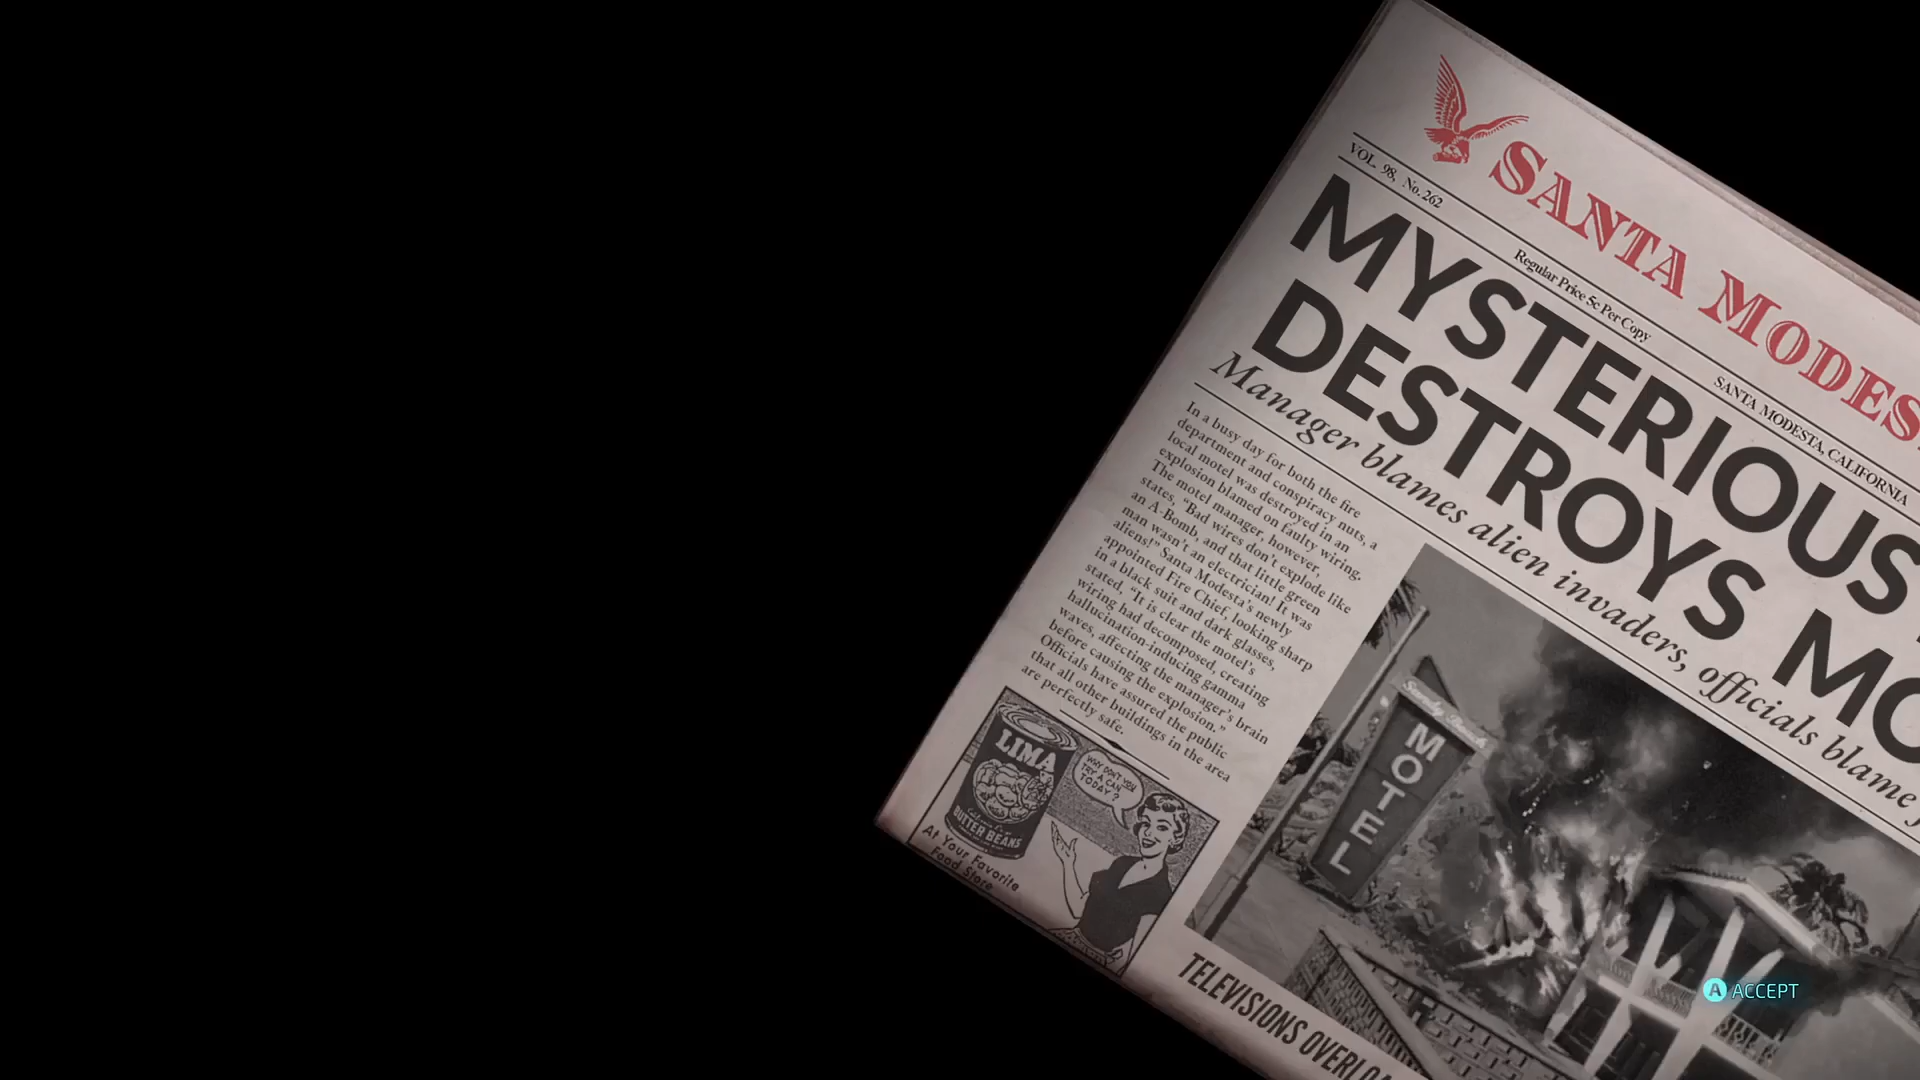 SANTA MODES
VOL. 98, No. 262
Regular Price 5c Per Copy
SANTA MODESTA, CALIFORNIA
MYSTERIOUS
DESTROYS MO
Manager blames alien invaders, officials blame
In a busy day for both the fire
department and conspiracy nuts, a
local motel was destroyed in an
explosion blamed on faulty wiring.
The motel manager, however,
states, "Bad wires don't explode like
an A-Bomb, and that little green
man wasn't an electrician! It was
aliens!" Santa Modesta's newly
appointed Fire Chief, looking sharp
in a black suit and dark glasses,
stated, "It is clear the motel's
wiring had decomposed, creating
hallucination-inducing gamma
waves, affecting the manager's brain
before causing the explosion."
Officials have assured the public
that all other buildings in the area
are perfectly safe.
LIMA
BUTTER BEANS
WHY DON'T YOU
TRY A CAN
TODAY?
At Your Favorite
Food Store
MOTEL
TELEVISIONS OVERLOA
A ACCEPT